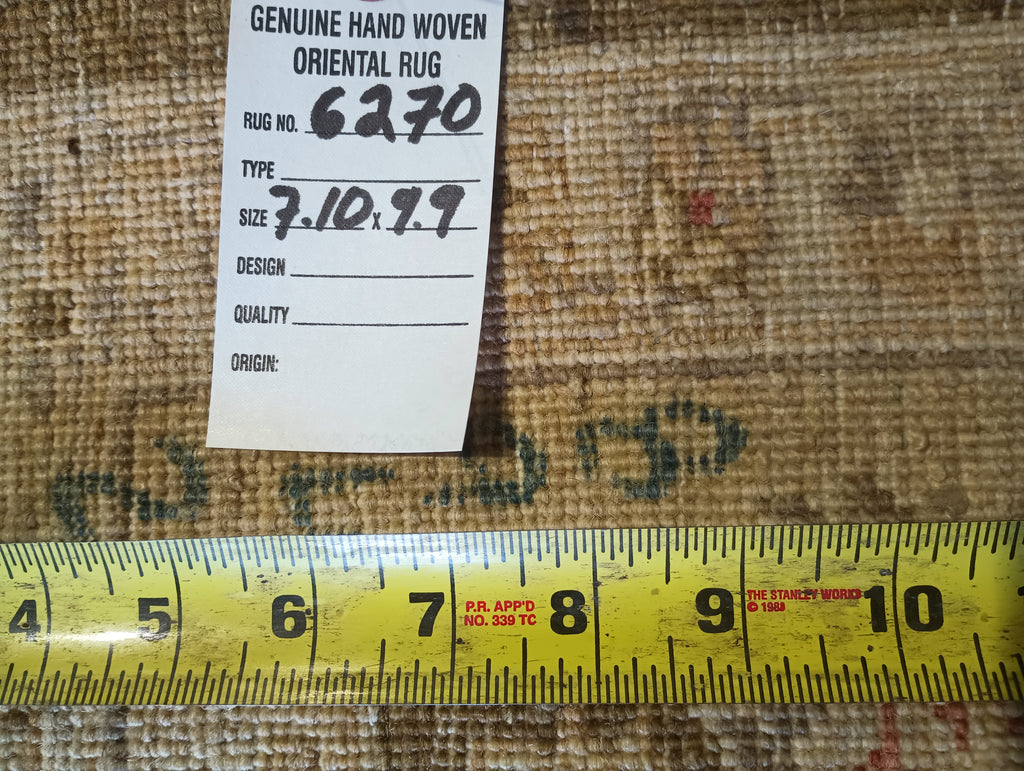 GENUINE HAND WOVEN
ORIENTAL RUG
RUG NO. 6270
TYPE
SIZE 7.10 x 9.9
DESIGN
QUALITY
ORIGIN:
4 5 6 7 8 9 10
P.R. APP'D
NO. 339 TC
THE STANLEY WORKS
© 1989